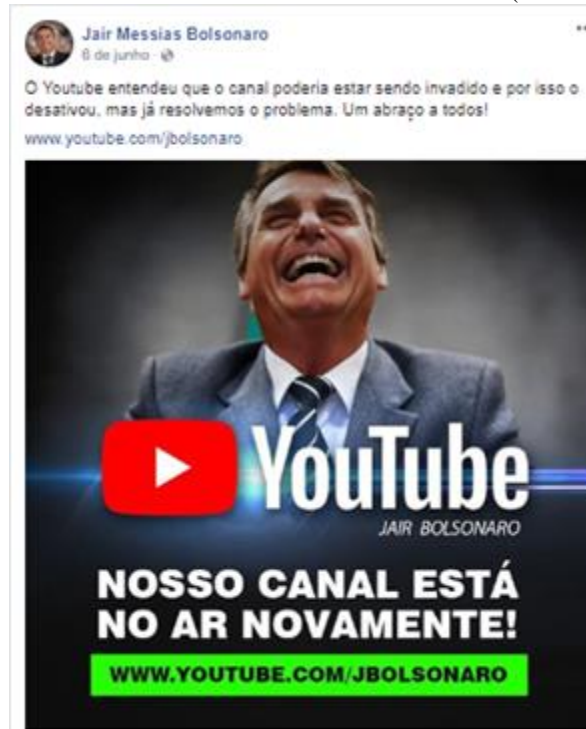 Jair Messias Bolsonaro
6 de junho
O Youtube entendeu que o canal poderia estar sendo invadido e por isso o
desativou, mas já resolvemos o problema. Um abraço a todos!
www.youtube.com/jbolsonaro
YouTube
JAIR BOLSONARO
NOSSO CANAL ESTÁ
NO AR NOVAMENTE!
WWW.YOUTUBE.COM/JBOLSONARO